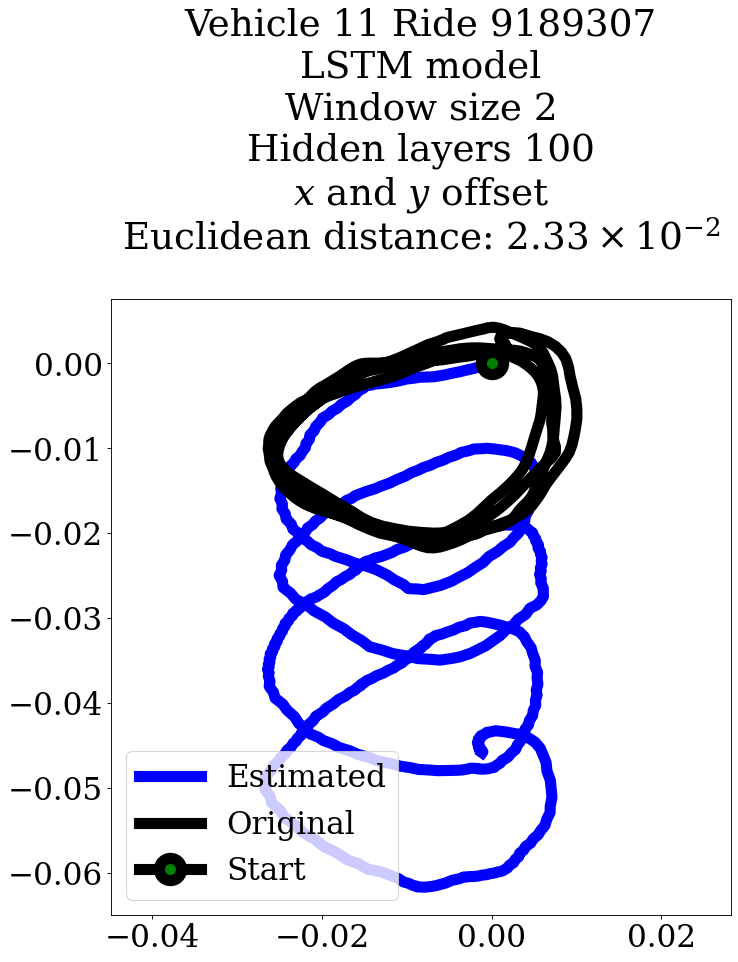 Vehicle 11 Ride 9189307
LSTM model
Window size 2
Hidden layers 100
x and y offset
Euclidean distance: 2.33 × 10⁻²
0.00
−0.01
−0.02
−0.03
−0.04
−0.05
−0.06
Estimated
Original
Start
−0.04 −0.02 0.00 0.02